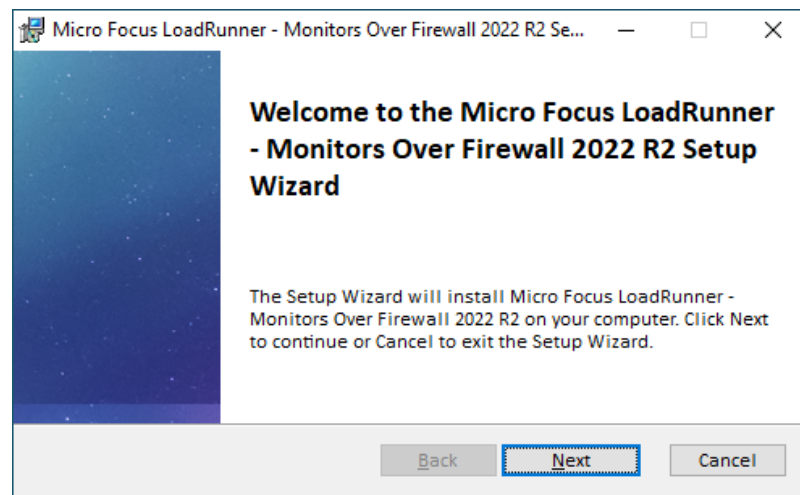 Micro Focus LoadRunner - Monitors Over Firewall 2022 R2 Se...
Welcome to the Micro Focus LoadRunner
- Monitors Over Firewall 2022 R2 Setup
Wizard
The Setup Wizard will install Micro Focus LoadRunner -
Monitors Over Firewall 2022 R2 on your computer. Click Next
to continue or Cancel to exit the Setup Wizard.
Back Next Cancel